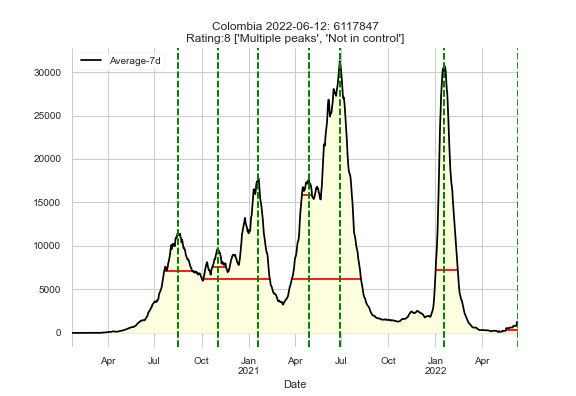 Colombia 2022-06-12: 6117847
Rating:8 ['Multiple peaks', 'Not in control']
Average-7d
30000
25000
20000
15000
10000
5000
0
Apr Jul Oct Jan Apr Jul Oct Jan Apr
2021 2022
Date